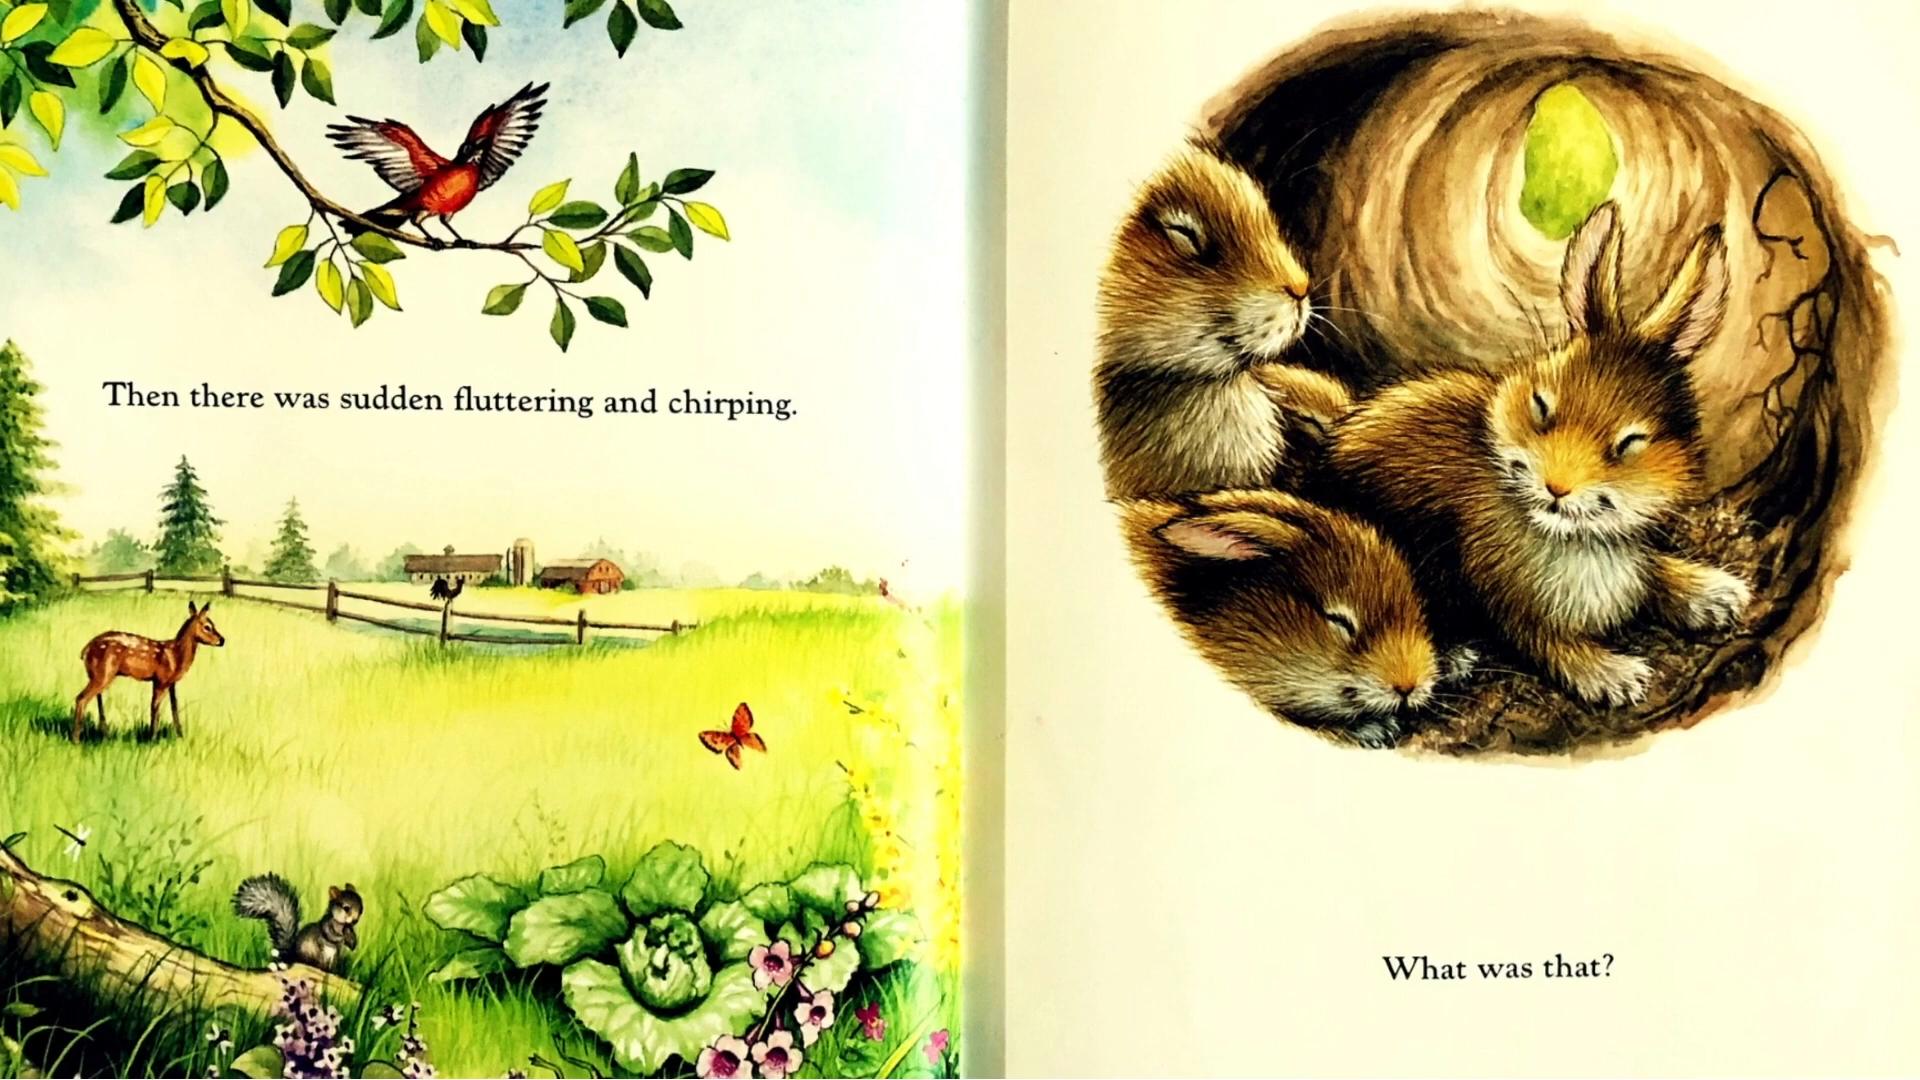 Then there was sudden fluttering and chirping.
What was that?